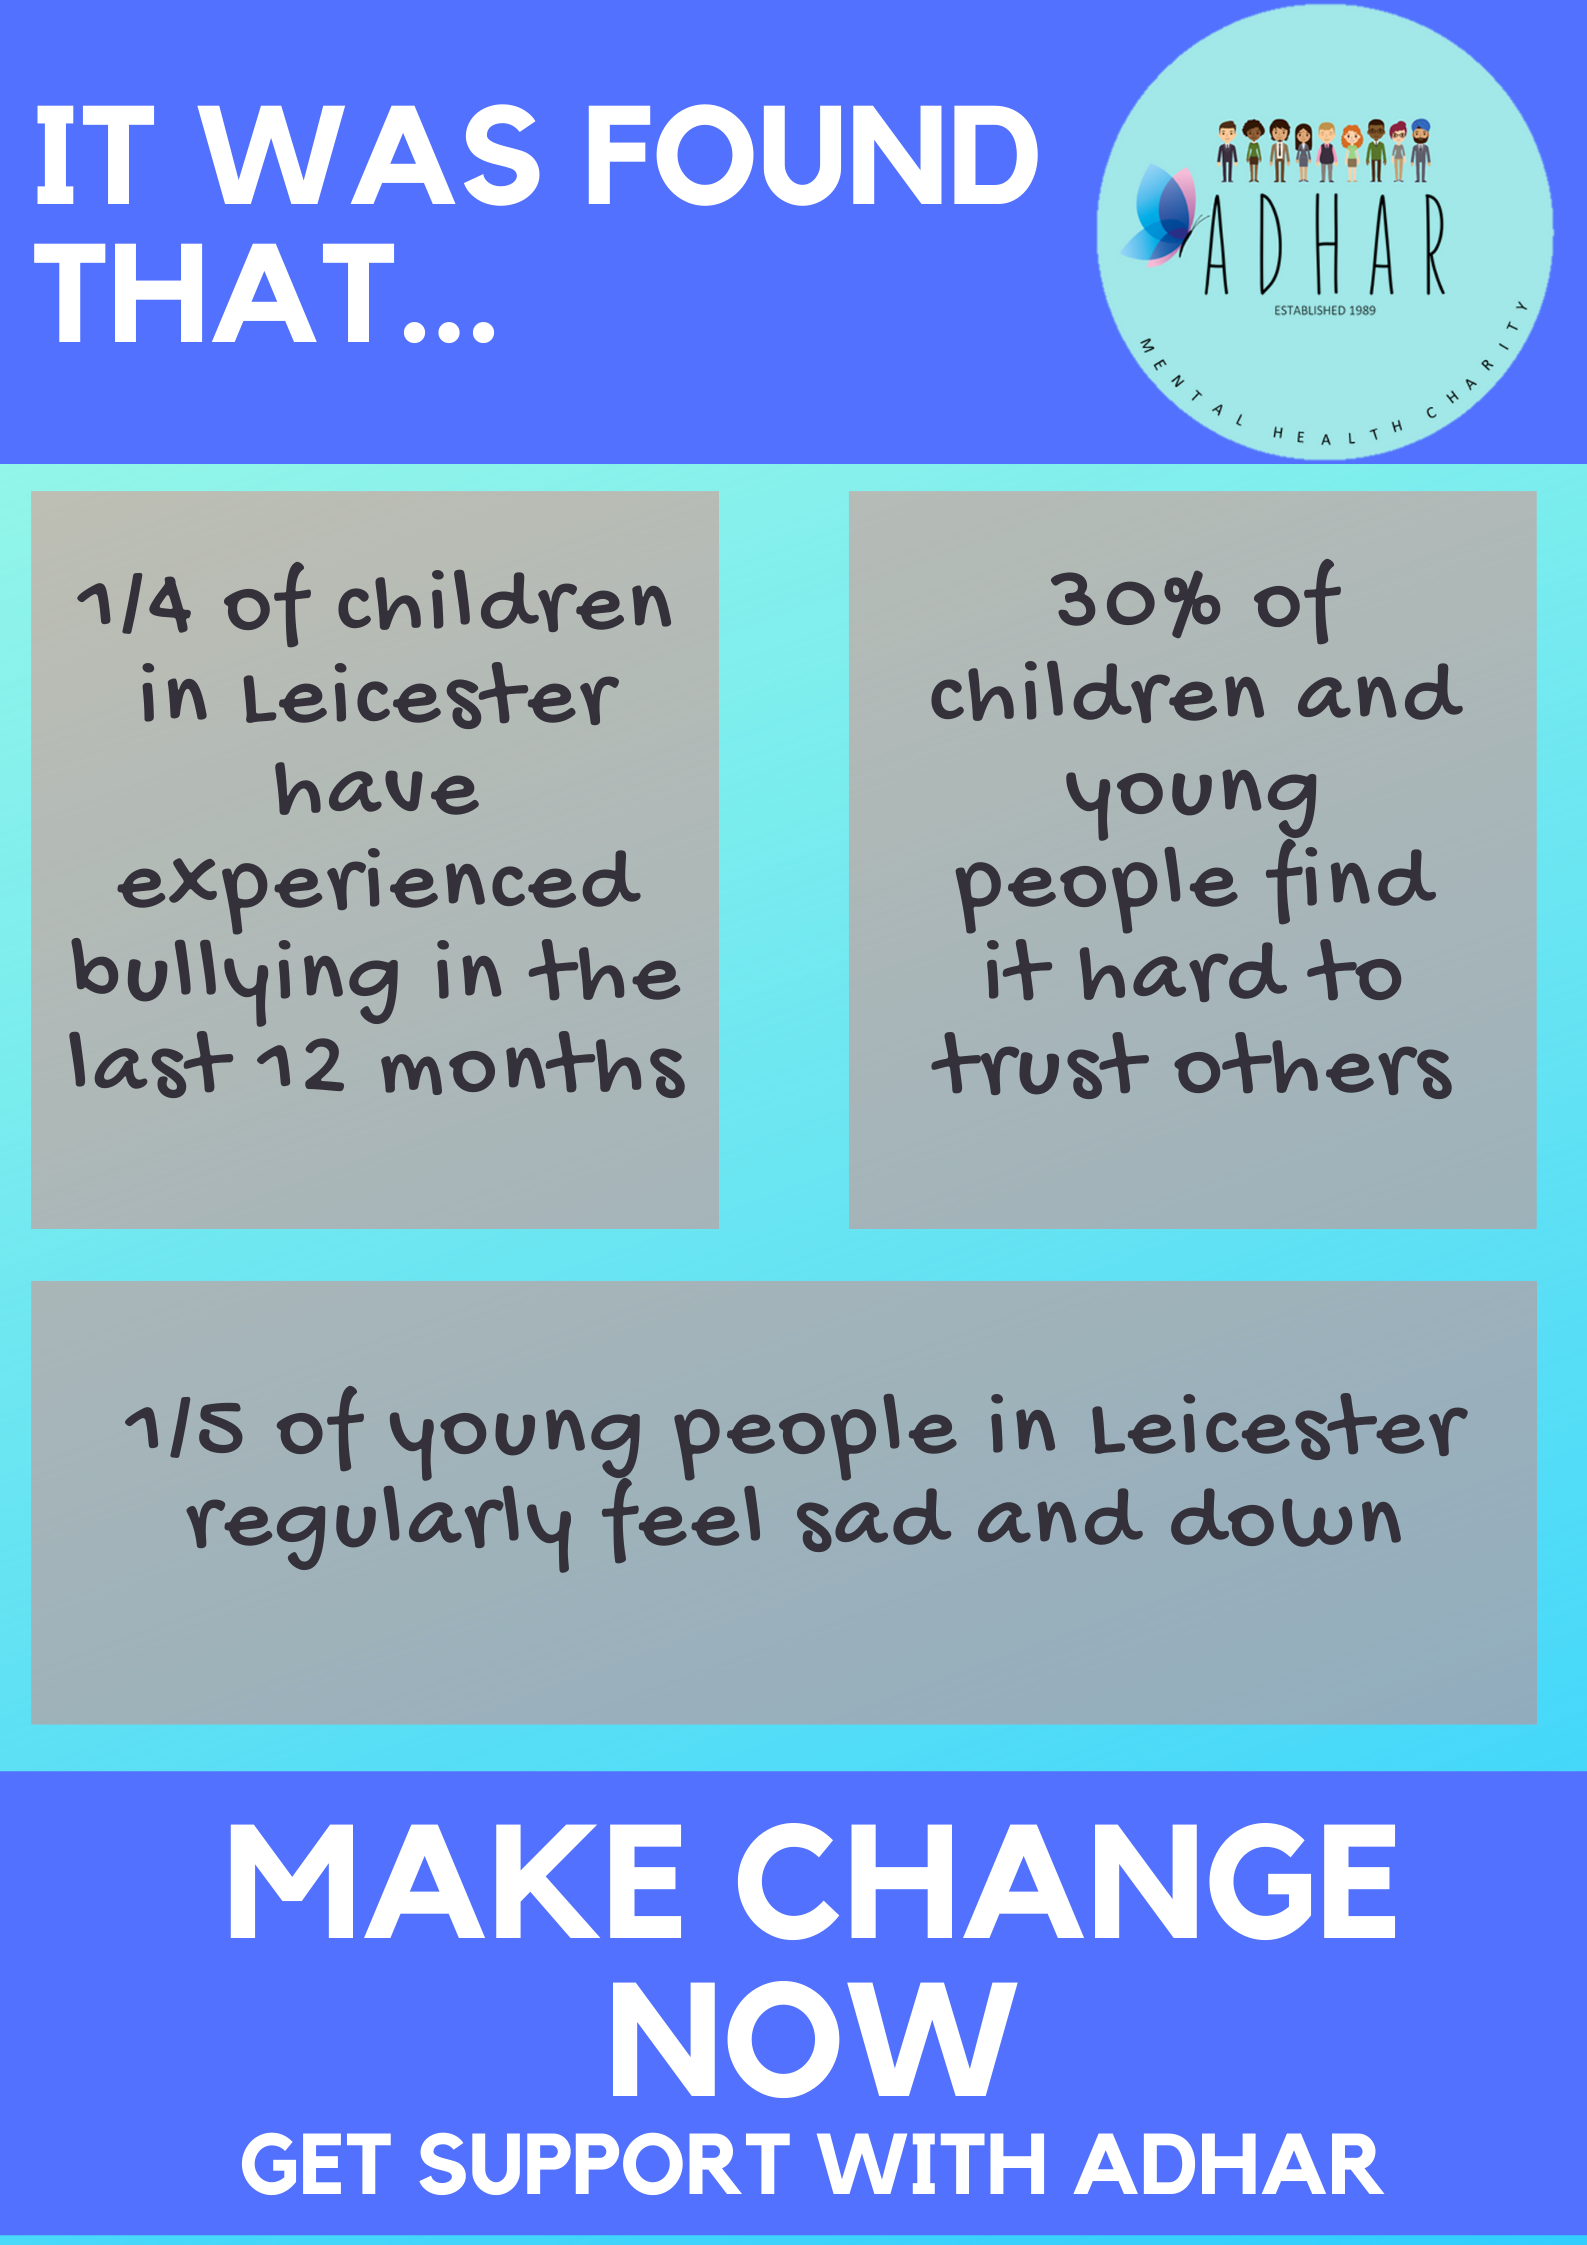 IT WAS FOUND
THAT...
ADHAR
ESTABLISHED 1989
MENTAL HEALTH CHARITY
1/4 of children
in Leicester
have
experienced
bullying in the
last 12 months
30% of
children and
young
people find
it hard to
trust others
1/5 of young people in Leicester
regularly feel sad and down
MAKE CHANGE
NOW
GET SUPPORT WITH ADHAR